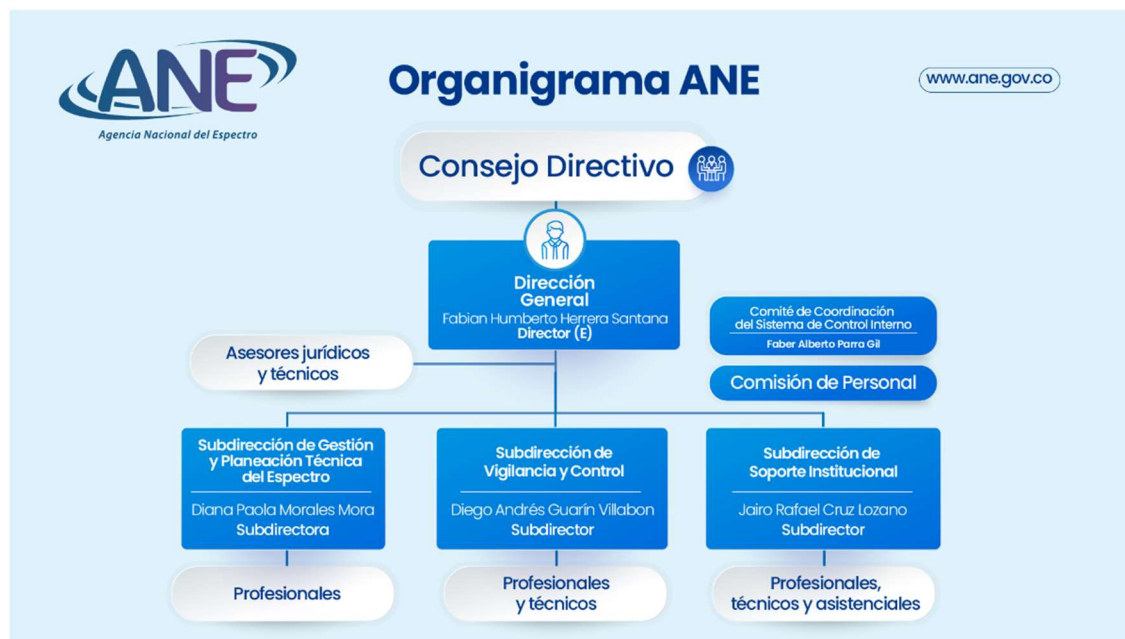 ANE
Agencia Nacional del Espectro
Organigrama ANE
www.ane.gov.co
Consejo Directivo
Dirección
General
Fabian Humberto Herrera Santana
Director (E)
Comité de Coordinación
del Sistema de Control Interno
Faber Alberto Parra Gil
Comisión de Personal
Asesores jurídicos
y técnicos
Subdirección de Gestión
y Planeación Técnica
del Espectro
Diana Paola Morales Mora
Subdirectora
Profesionales
Subdirección de
Vigilancia y Control
Diego Andrés Guarín Villabon
Subdirector
Profesionales
y técnicos
Subdirección de
Soporte Institucional
Jairo Rafael Cruz Lozano
Subdirector
Profesionales,
técnicos y asistenciales